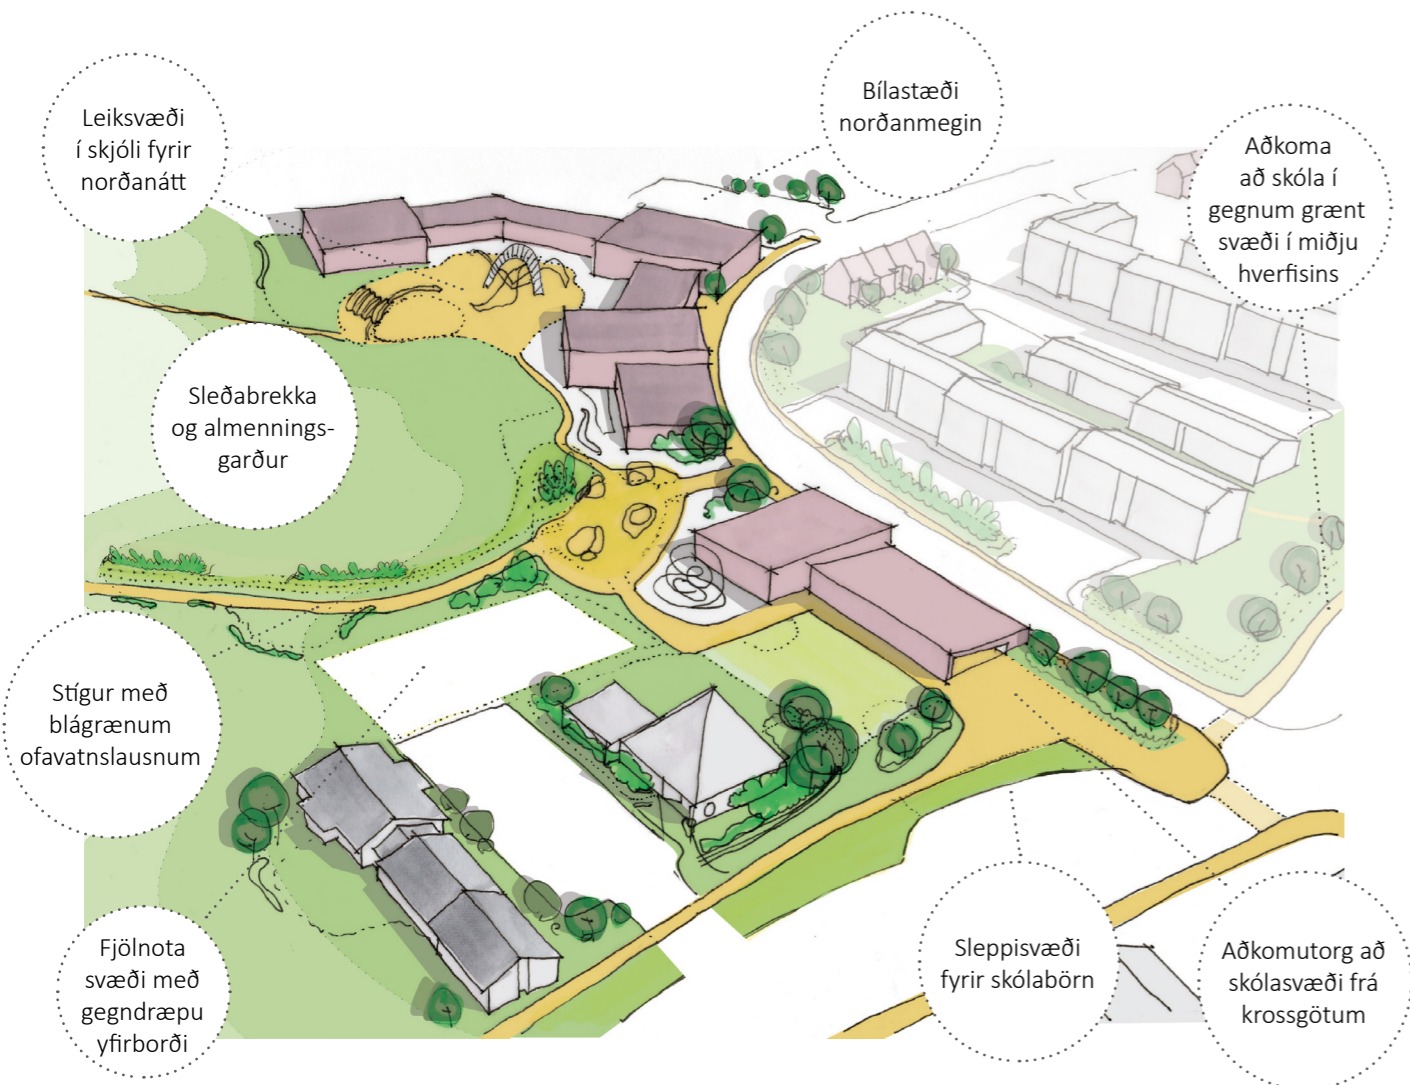 Leiksvæði
í skjóli fyrir
norðanátt
Bílastæði
norðanmegin
Aðkoma
að skóla í
gegnum grænt
svæði í miðju
hverfisins
Sleðabrekka
og almennings-
garður
Stígur með
blágrænum
ofavatnslausnum
Fjölnota
svæði með
gegndræpu
yfirborði
Sleppisvæði
fyrir skólabörn
Aðkomutorg að
skólasvæði frá
krossgötum